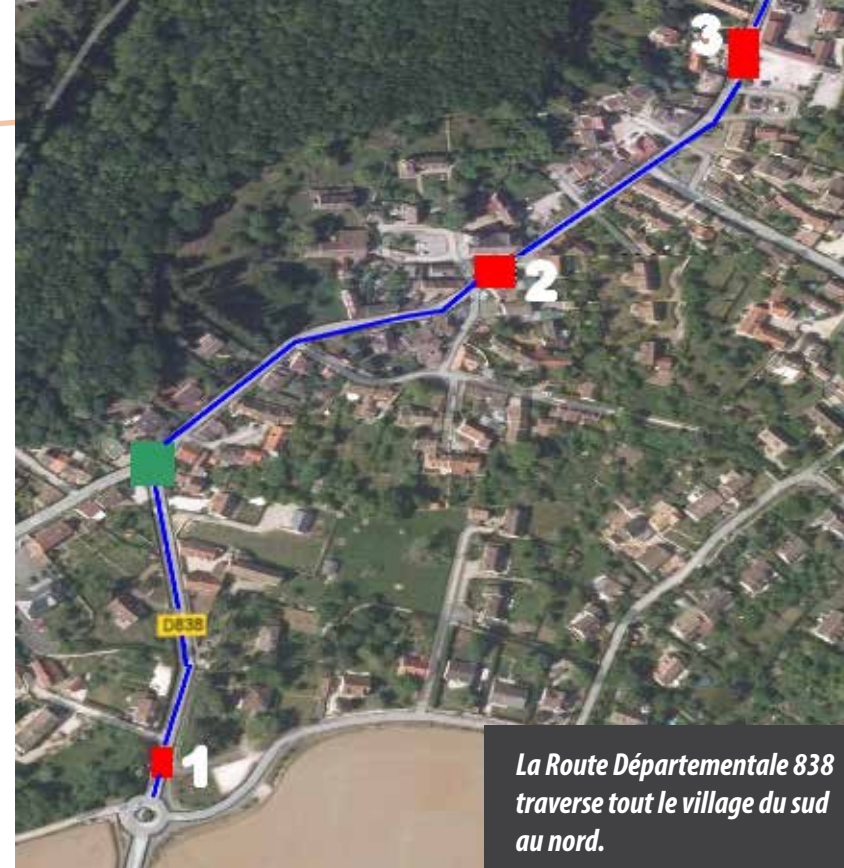 3
2
D838
1
La Route Départementale 838
traverse tout le village du sud
au nord.